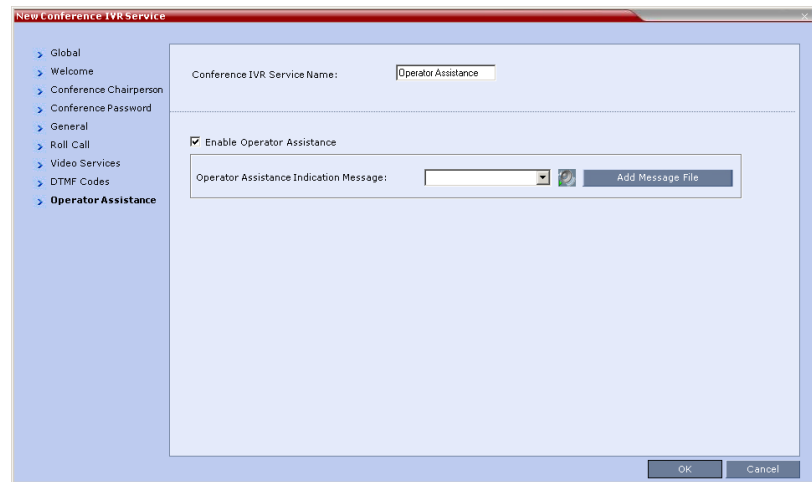 New Conference IVR Service
Global
Welcome
Conference Chairperson
Conference Password
General
Roll Call
Video Services
DTMF Codes
Operator Assistance
Conference IVR Service Name:
Operator Assistance
Enable Operator Assistance
Operator Assistance Indication Message:
Add Message File
OK
Cancel